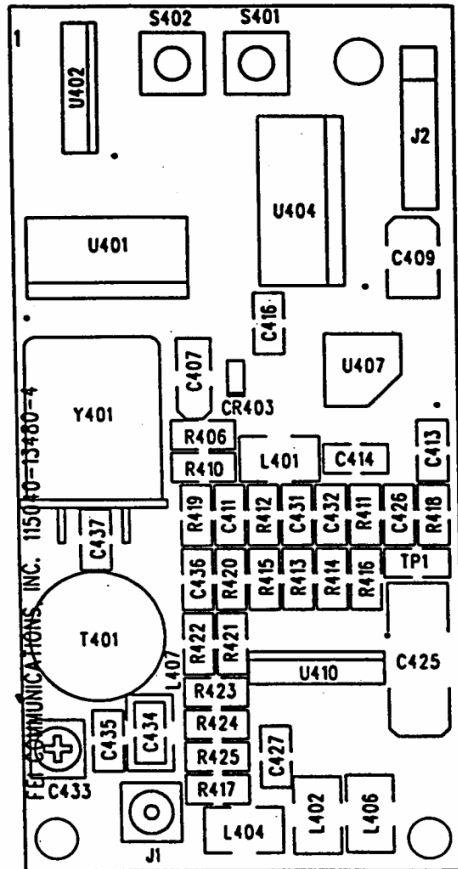 S402 S401
1
U402
J2
U404
U401
C409
C416
C407
U407
Y401
CR403
R406
C413
R410
L401
C414
R419
C411
R412
C431
C432
R411
C426
R418
C437
TP1
C436
R420
R415
R413
R414
R416
T401
R422
R421
L407
U410
C425
R423
R424
C435
C434
C427
R425
C433
R417
L404
L402
L406
J1
FEI COMMUNICATIONS, INC. 115040-13480-4